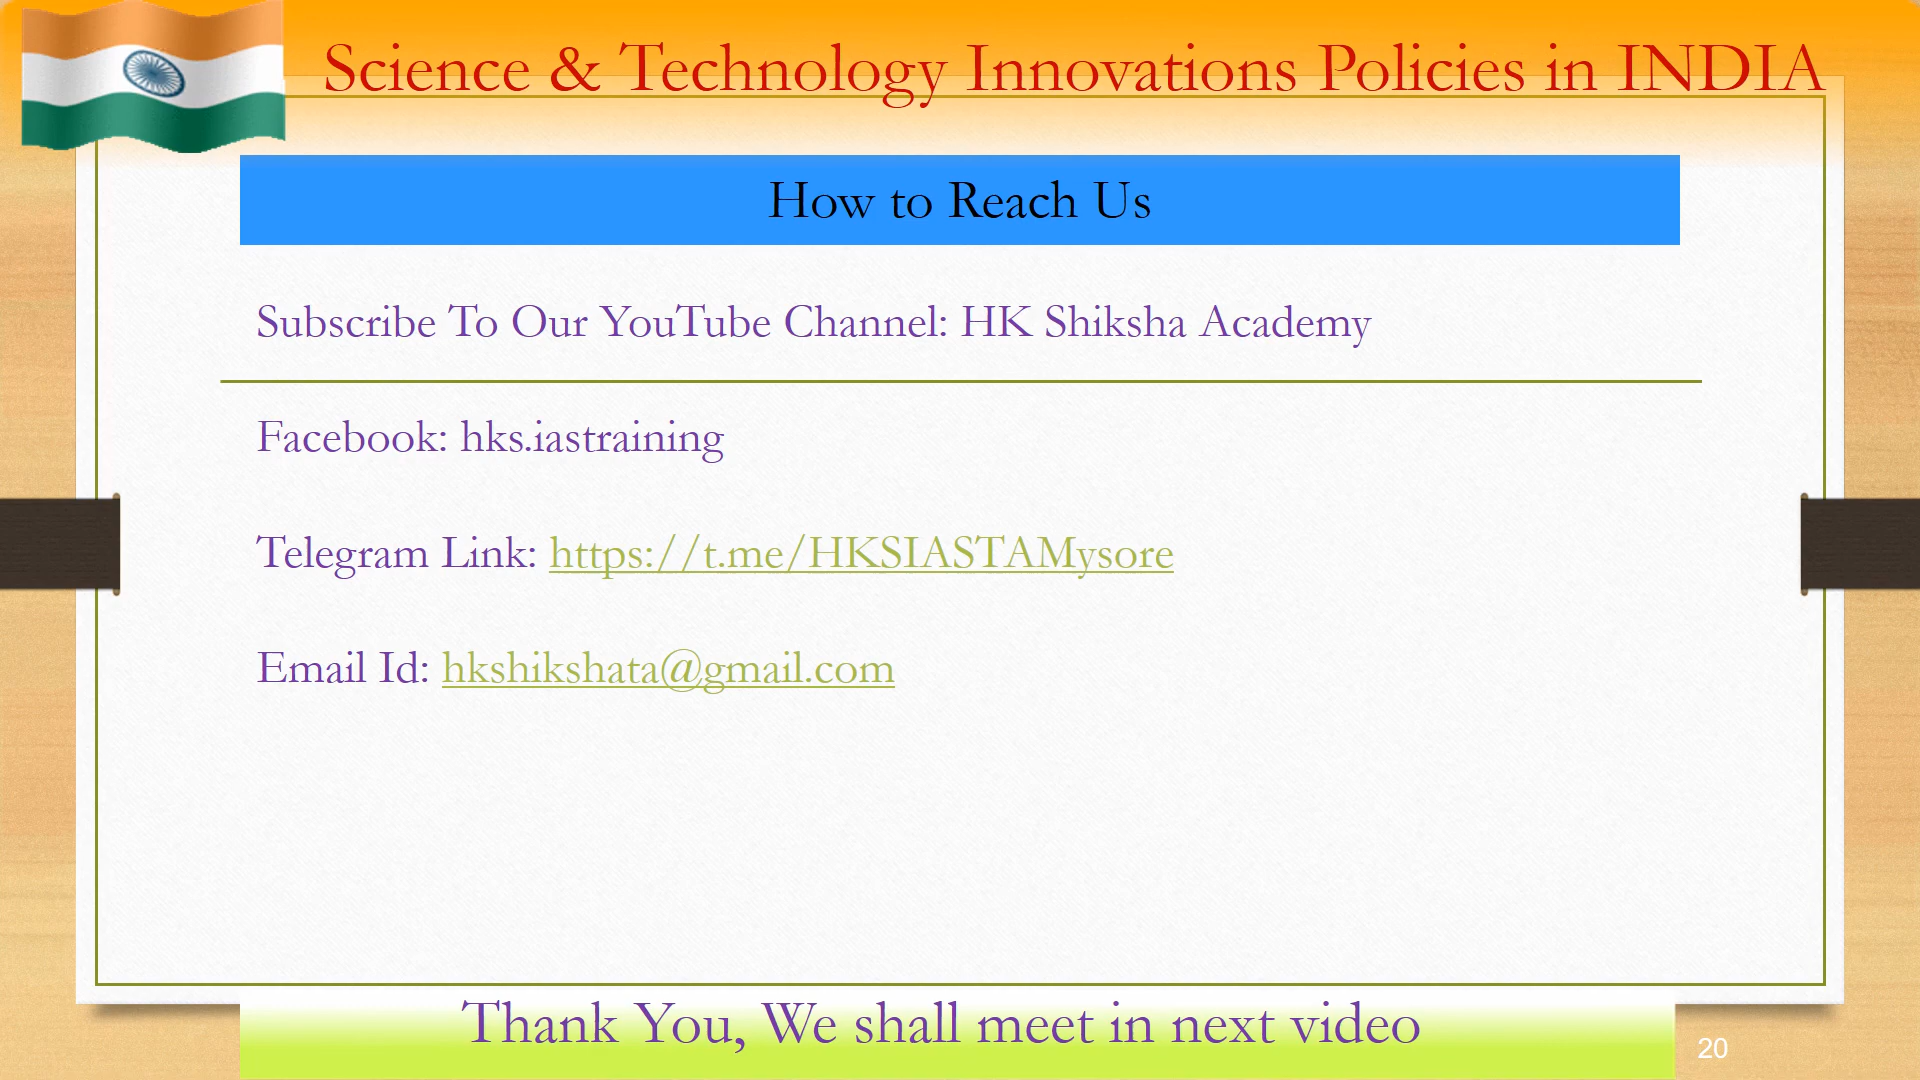 Science & Technology Innovations Policies in INDIA
How to Reach Us
Subscribe To Our YouTube Channel: HK Shiksha Academy
Facebook: hks.iastraining
Telegram Link: https://t.me/HKSIASTAMysore
Email Id: hkshikshata@gmail.com
Thank You, We shall meet in next video
20